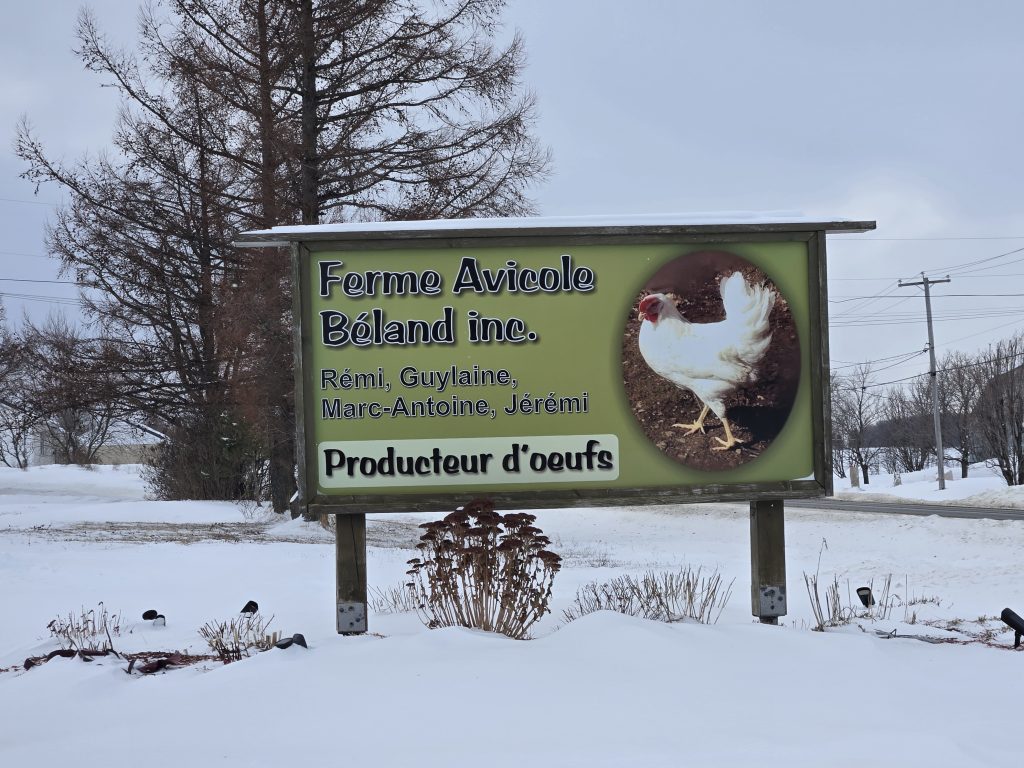 Ferme Avicole
Béland inc.
Rémi, Guylaine,
Marc-Antoine, Jérémi
Producteur d'oeufs